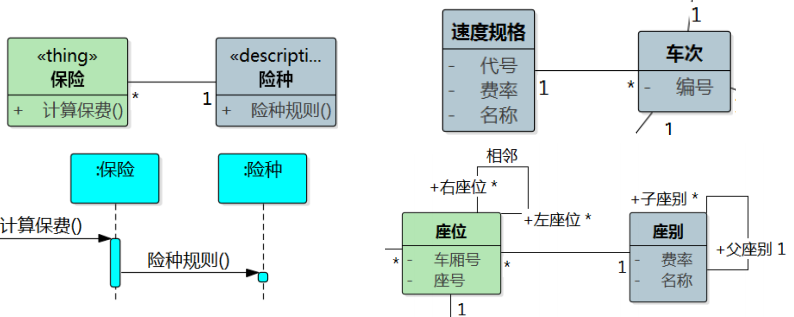 «thing»
保险
+ 计算保费()
*
1
«descripti...
险种
+ 险种规则()
速度规格
- 代号
- 费率
- 名称
1
*
1
车次
- 编号
1
:保险
:险种
计算保费()
险种规则()
相邻
+右座位 *
+左座位 *
座位
- 车厢号
- 座号
*
*
1
1
+子座别 *
座别
- 费率
- 名称
+父座别 1